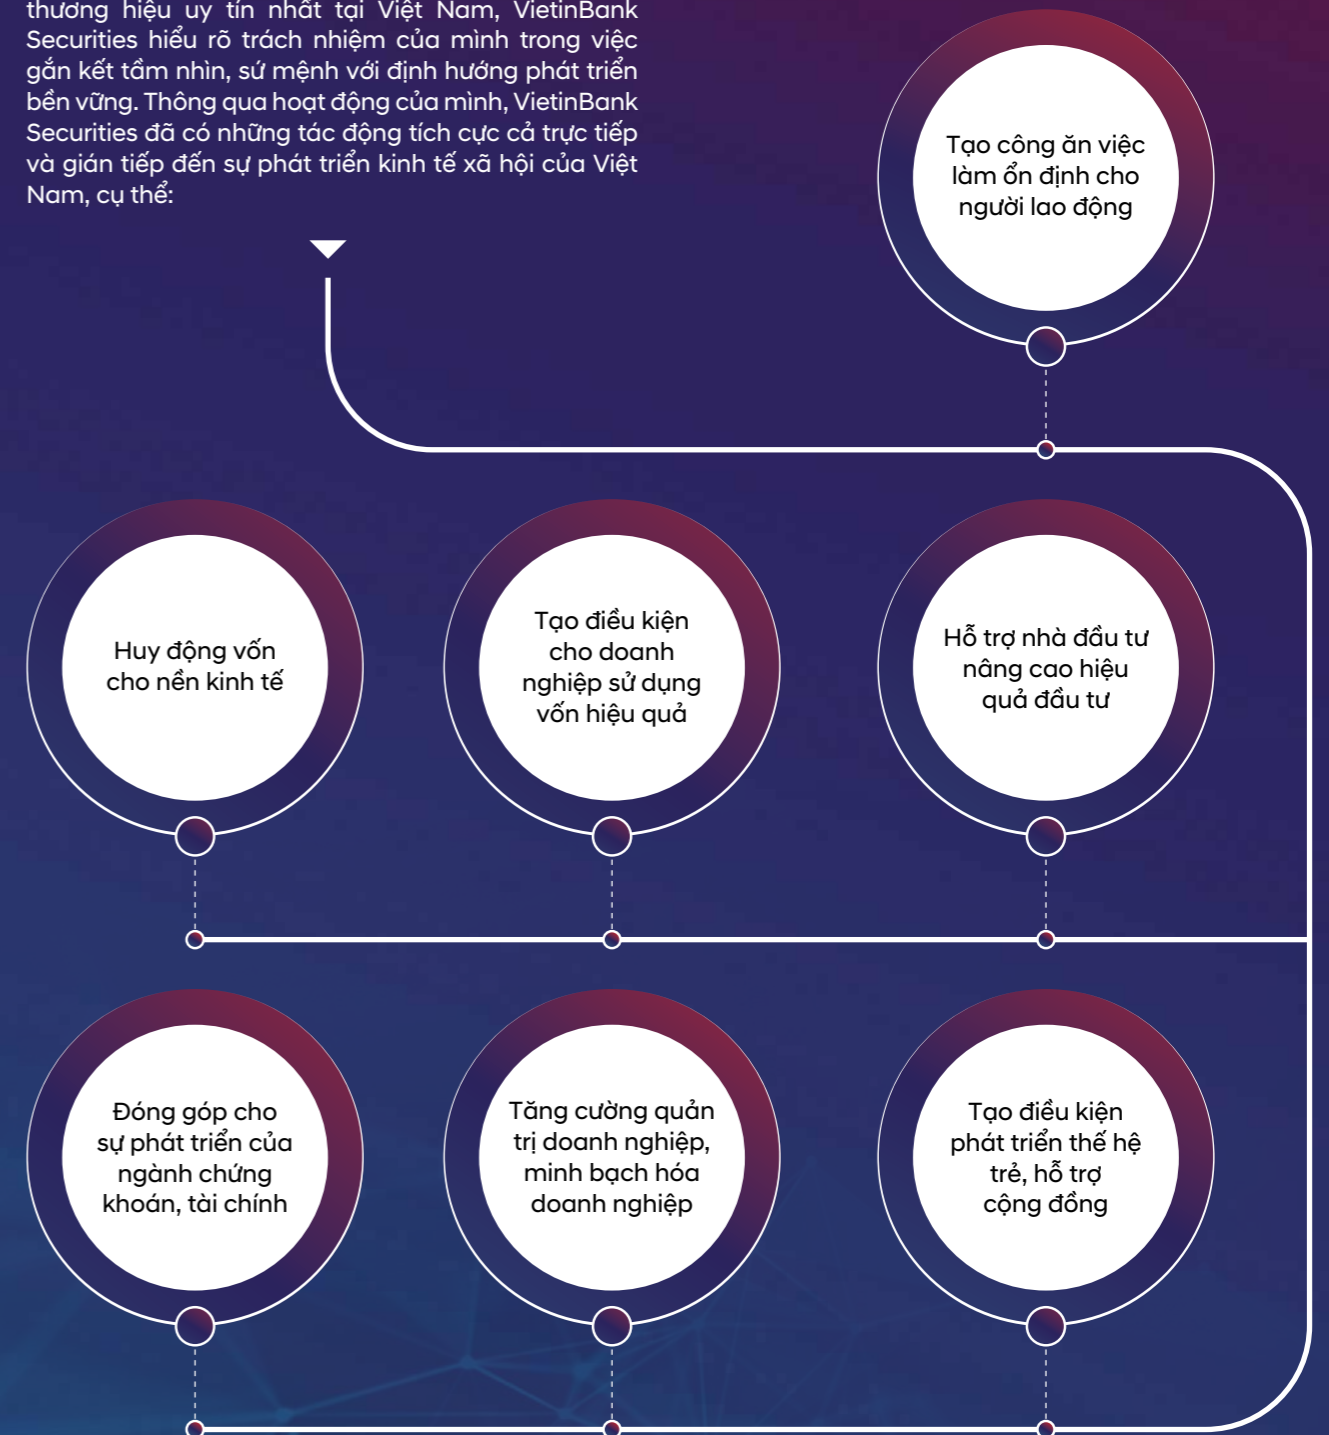 thương hiệu uy tín nhất tại Việt Nam, VietinBank
Securities hiểu rõ trách nhiệm của mình trong việc
gắn kết tầm nhìn, sứ mệnh với định hướng phát triển
bền vững. Thông qua hoạt động của mình, VietinBank
Securities đã có những tác động tích cực cả trực tiếp
và gián tiếp đến sự phát triển kinh tế xã hội của Việt
Nam, cụ thể:
Tạo công ăn việc
làm ổn định cho
người lao động
Huy động vốn
cho nền kinh tế
Tạo điều kiện
cho doanh
nghiệp sử dụng
vốn hiệu quả
Hỗ trợ nhà đầu tư
nâng cao hiệu
quả đầu tư
Đóng góp cho
sự phát triển của
ngành chứng
khoán, tài chính
Tăng cường quản
trị doanh nghiệp,
minh bạch hóa
doanh nghiệp
Tạo điều kiện
phát triển thế hệ
trẻ, hỗ trợ
cộng đồng